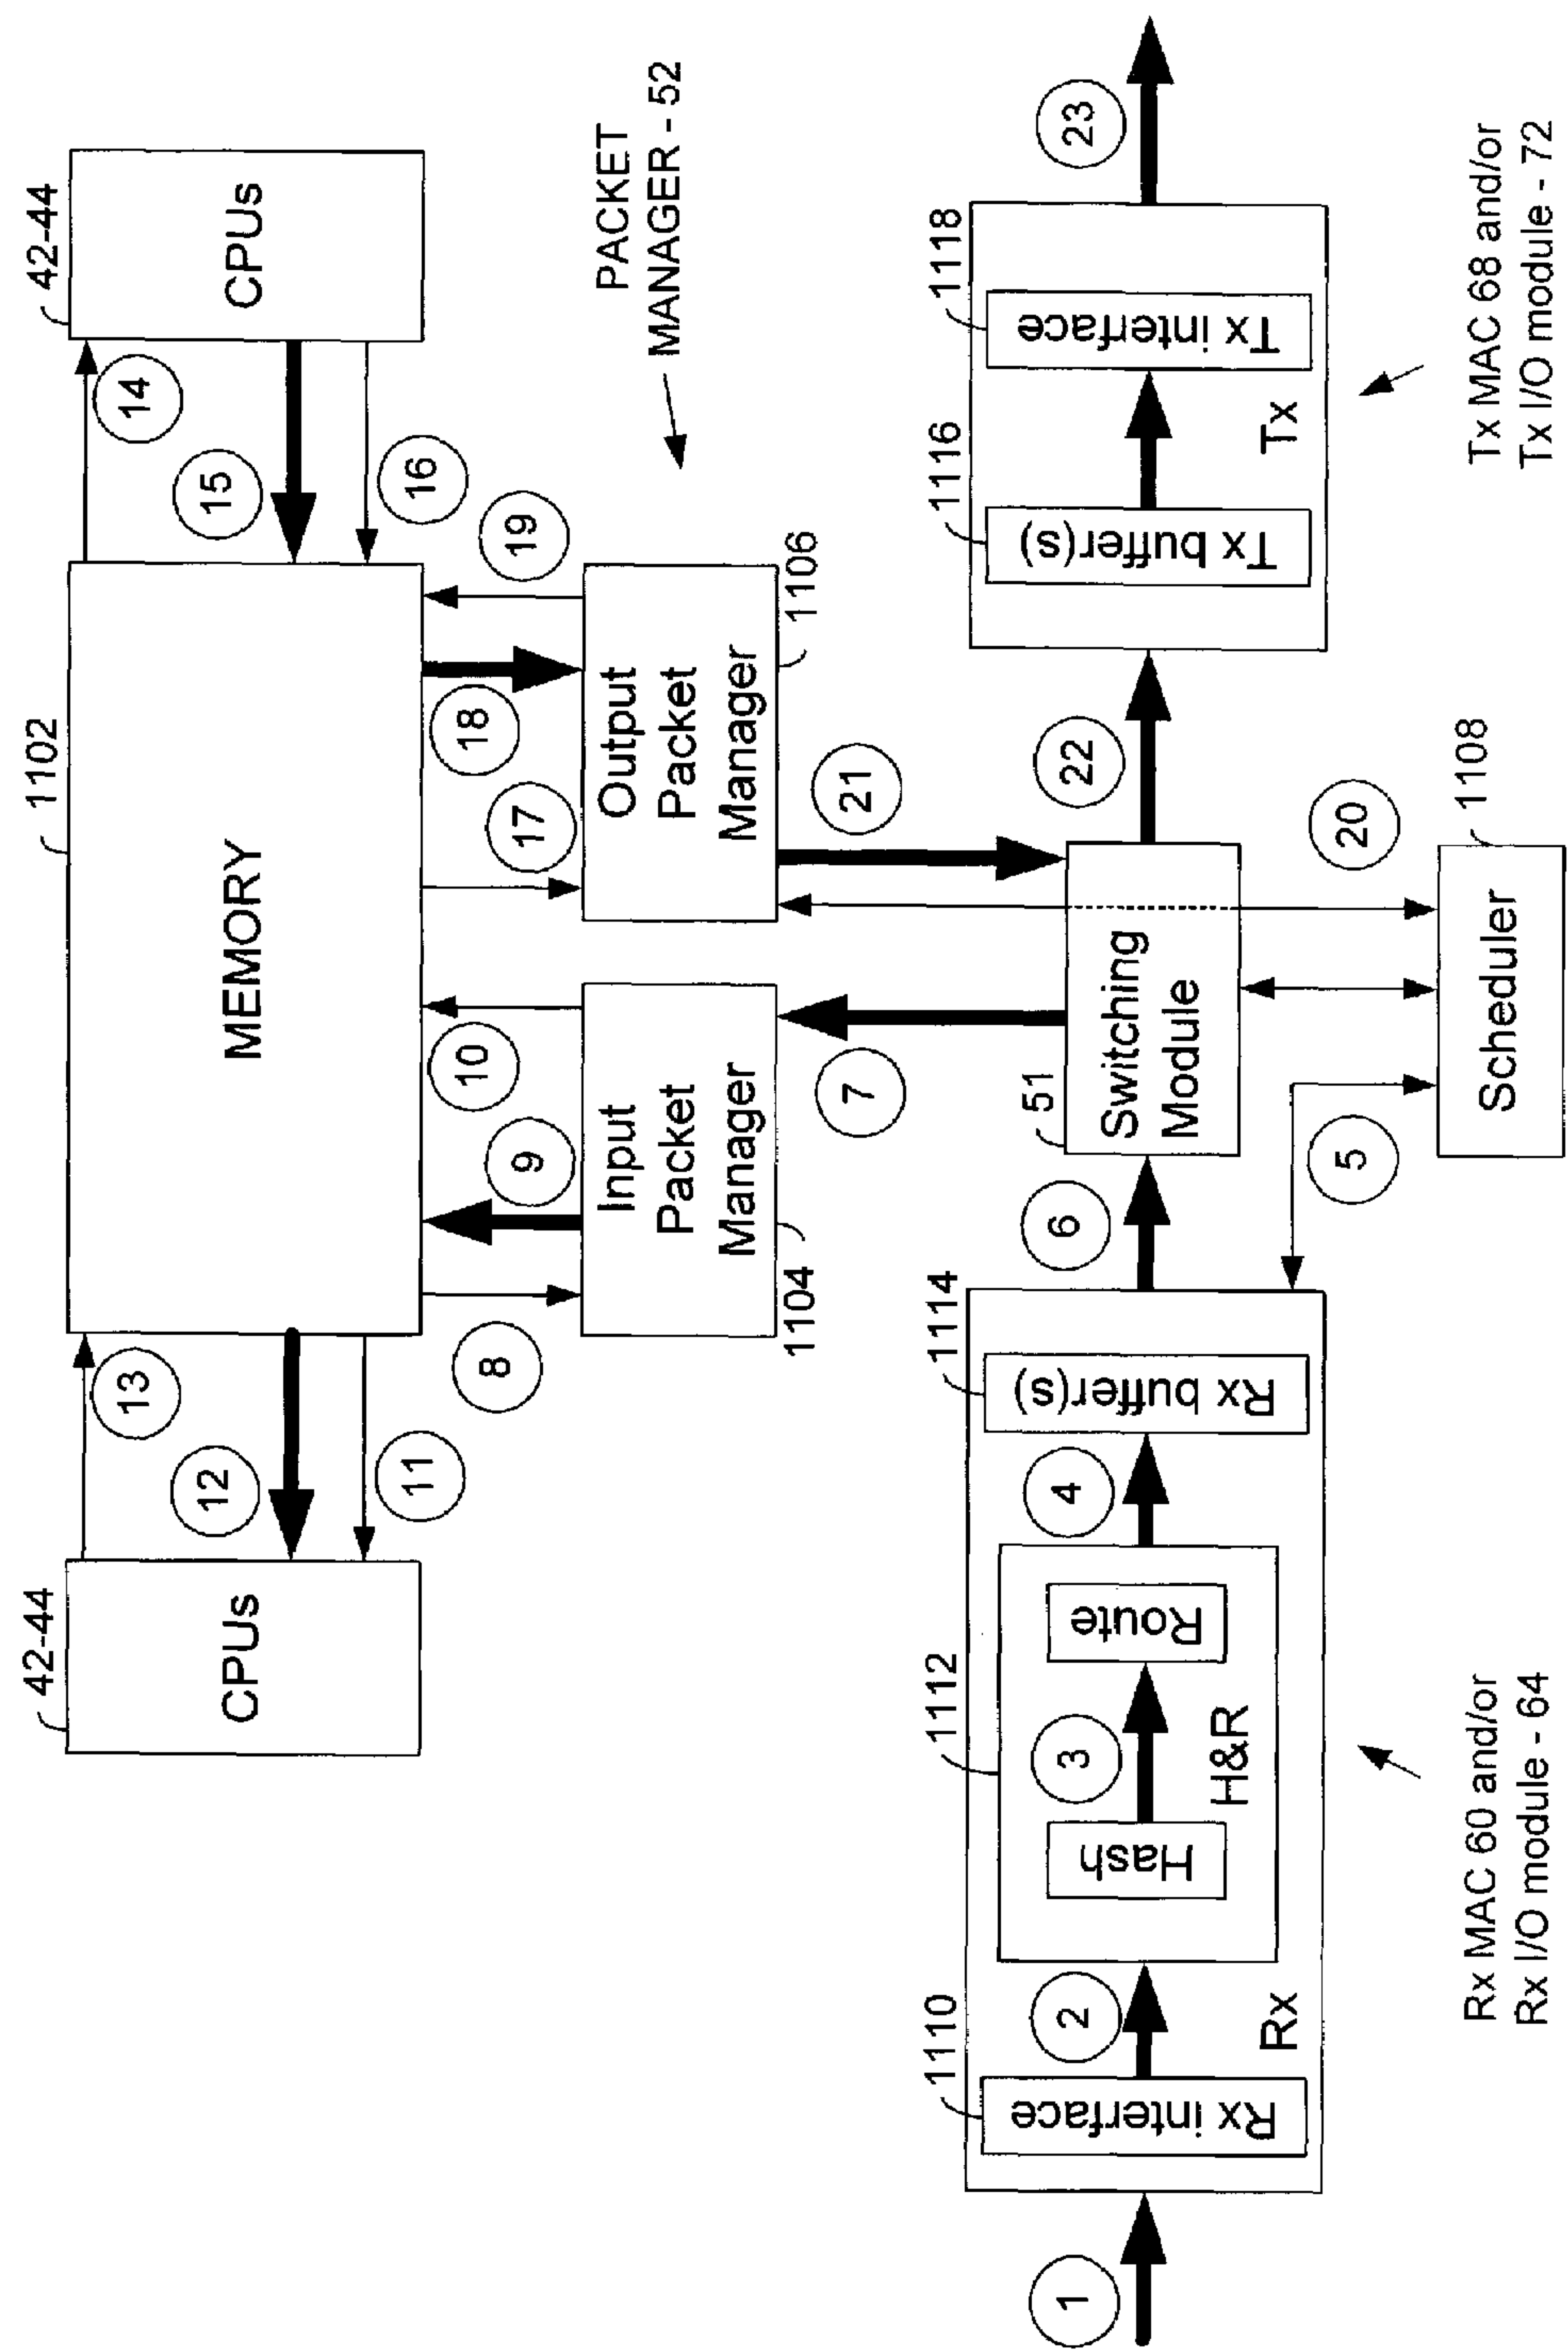 42-44
CPUs
13
12
11
1102
MEMORY
14
15
16
42-44
CPUs
8
9
10
17
18
19
1104
Input
Packet
Manager
Output
Packet
Manager
1106
PACKET
MANAGER - 52
7
21
1
1110
Rx interface
2
Rx
1112
Hash
3
Route
H&R
4
1114
Rx buffer(s)
6
51
Switching
Module
22
1116
Tx buffer(s)
1118
Tx interface
Tx
23
5
20
1108
Scheduler
Rx MAC 60 and/or
Rx I/O module - 64
Tx MAC 68 and/or
Tx I/O module - 72